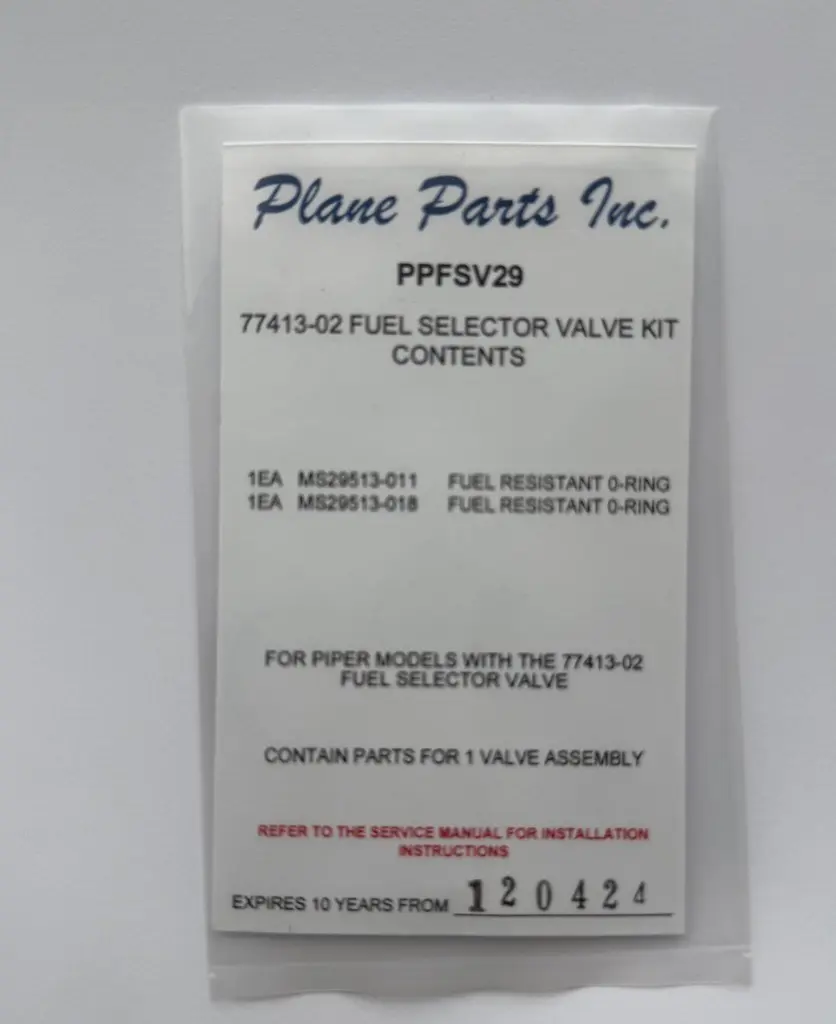 Plane Parts Inc.
PPFSV29
77413-02 FUEL SELECTOR VALVE KIT
CONTENTS
1EA MS29513-011 FUEL RESISTANT 0-RING
1EA MS29513-018 FUEL RESISTANT 0-RING
FOR PIPER MODELS WITH THE 77413-02
FUEL SELECTOR VALVE
CONTAIN PARTS FOR 1 VALVE ASSEMBLY
REFER TO THE SERVICE MANUAL FOR INSTALLATION
INSTRUCTIONS
EXPIRES 10 YEARS FROM 120424